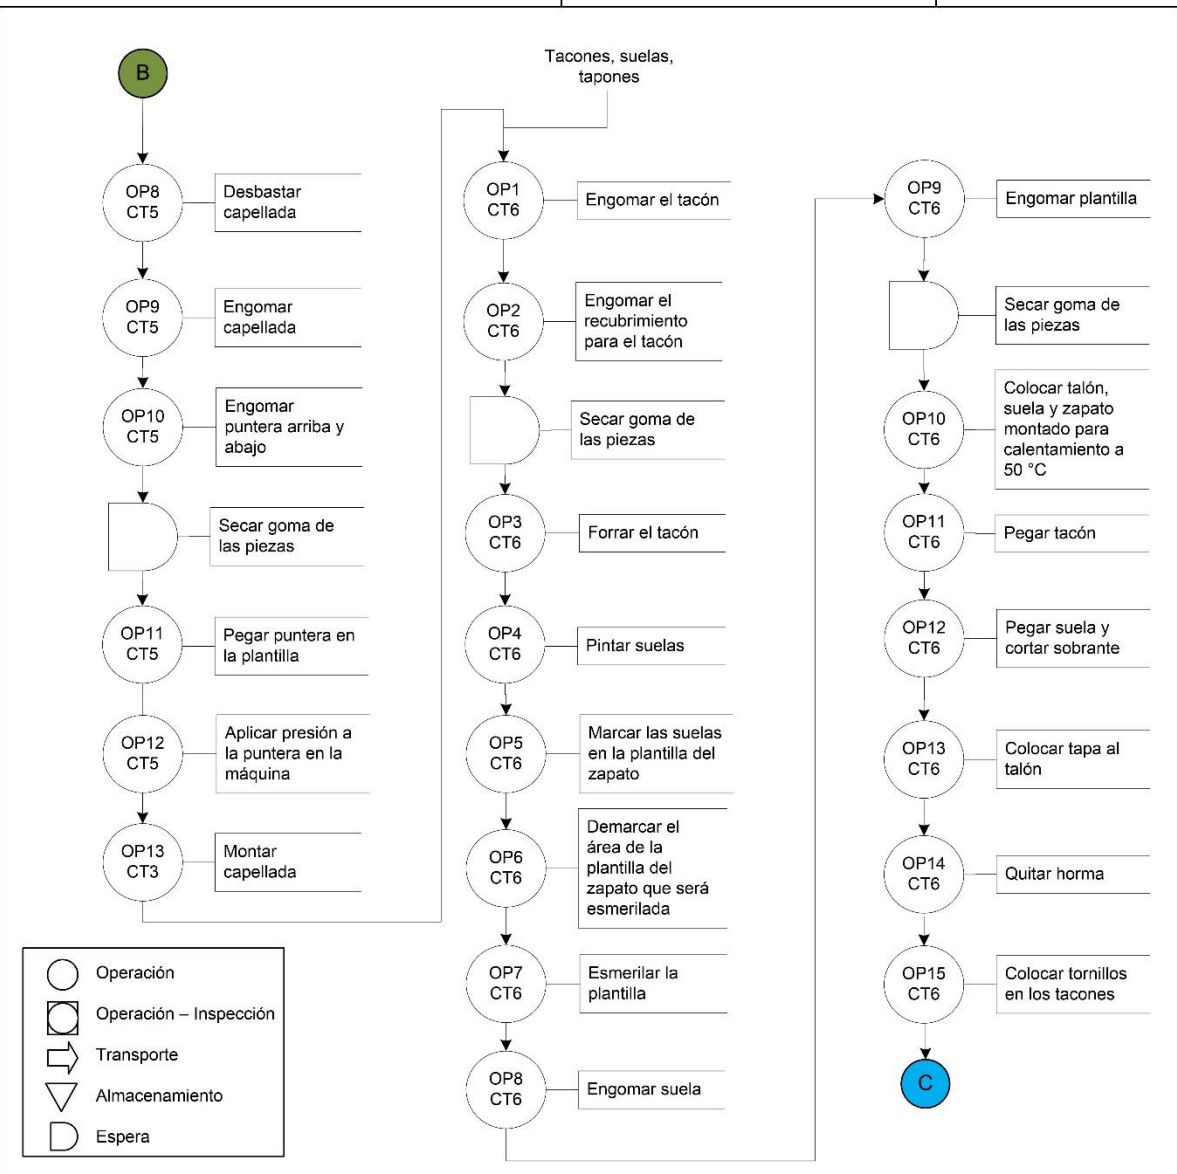 B
OP8
CT5
Desbastar
capellada
OP9
CT5
Engomar
capellada
OP10
CT5
Engomar
puntera arriba y
abajo
Secar goma de
las piezas
OP11
CT5
Pegar puntera en
la plantilla
OP12
CT5
Aplicar presión a
la puntera en la
máquina
OP13
CT3
Montar
capellada
Tacones, suelas,
tapones
OP1
CT6
Engomar el tacón
OP2
CT6
Engomar el
recubrimiento
para el tacón
Secar goma de
las piezas
OP3
CT6
Forrar el tacón
OP4
CT6
Pintar suelas
OP5
CT6
Marcar las suelas
en la plantilla del
zapato
OP6
CT6
Demarcar el
área de la
plantilla del
zapato que será
esmerilada
OP7
CT6
Esmerilar la
plantilla
OP8
CT6
Engomar suela
OP9
CT6
Engomar plantilla
Secar goma de
las piezas
OP10
CT6
Colocar talón,
suela y zapato
montado para
calentamiento a
50 °C
OP11
CT6
Pegar tacón
OP12
CT6
Pegar suela y
cortar sobrante
OP13
CT6
Colocar tapa al
talón
OP14
CT6
Quitar horma
OP15
CT6
Colocar tornillos
en los tacones
C
Operación
Operación – Inspección
Transporte
Almacenamiento
Espera